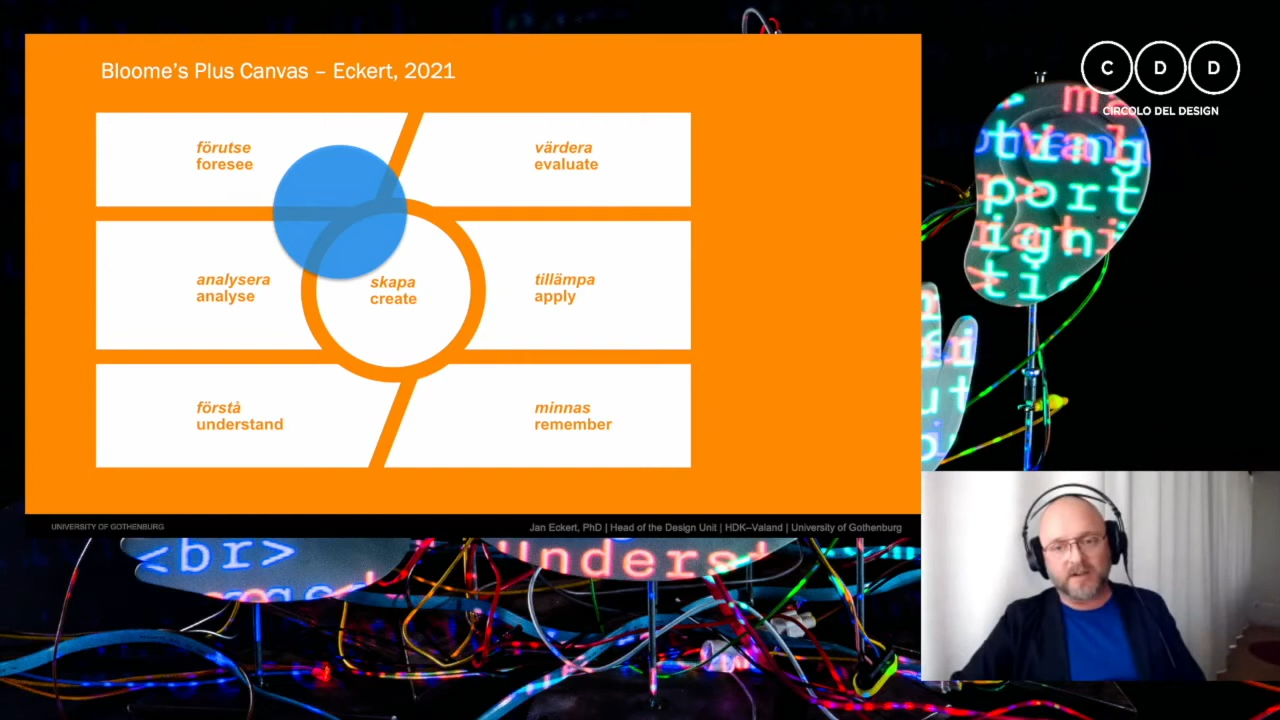 Bloome's Plus Canvas – Eckert, 2021
C D D
CIRCOLO DEL DESIGN
förutse
foresee
värdera
evaluate
analysera
analyse
skapa
create
tillämpa
apply
förstå
understand
minnas
remember
UNIVERSITY OF GOTHENBURG
Jan Eckert, PhD | Head of the Design Unit | HDK–Valand | University of Gothenburg
<br>
Underst